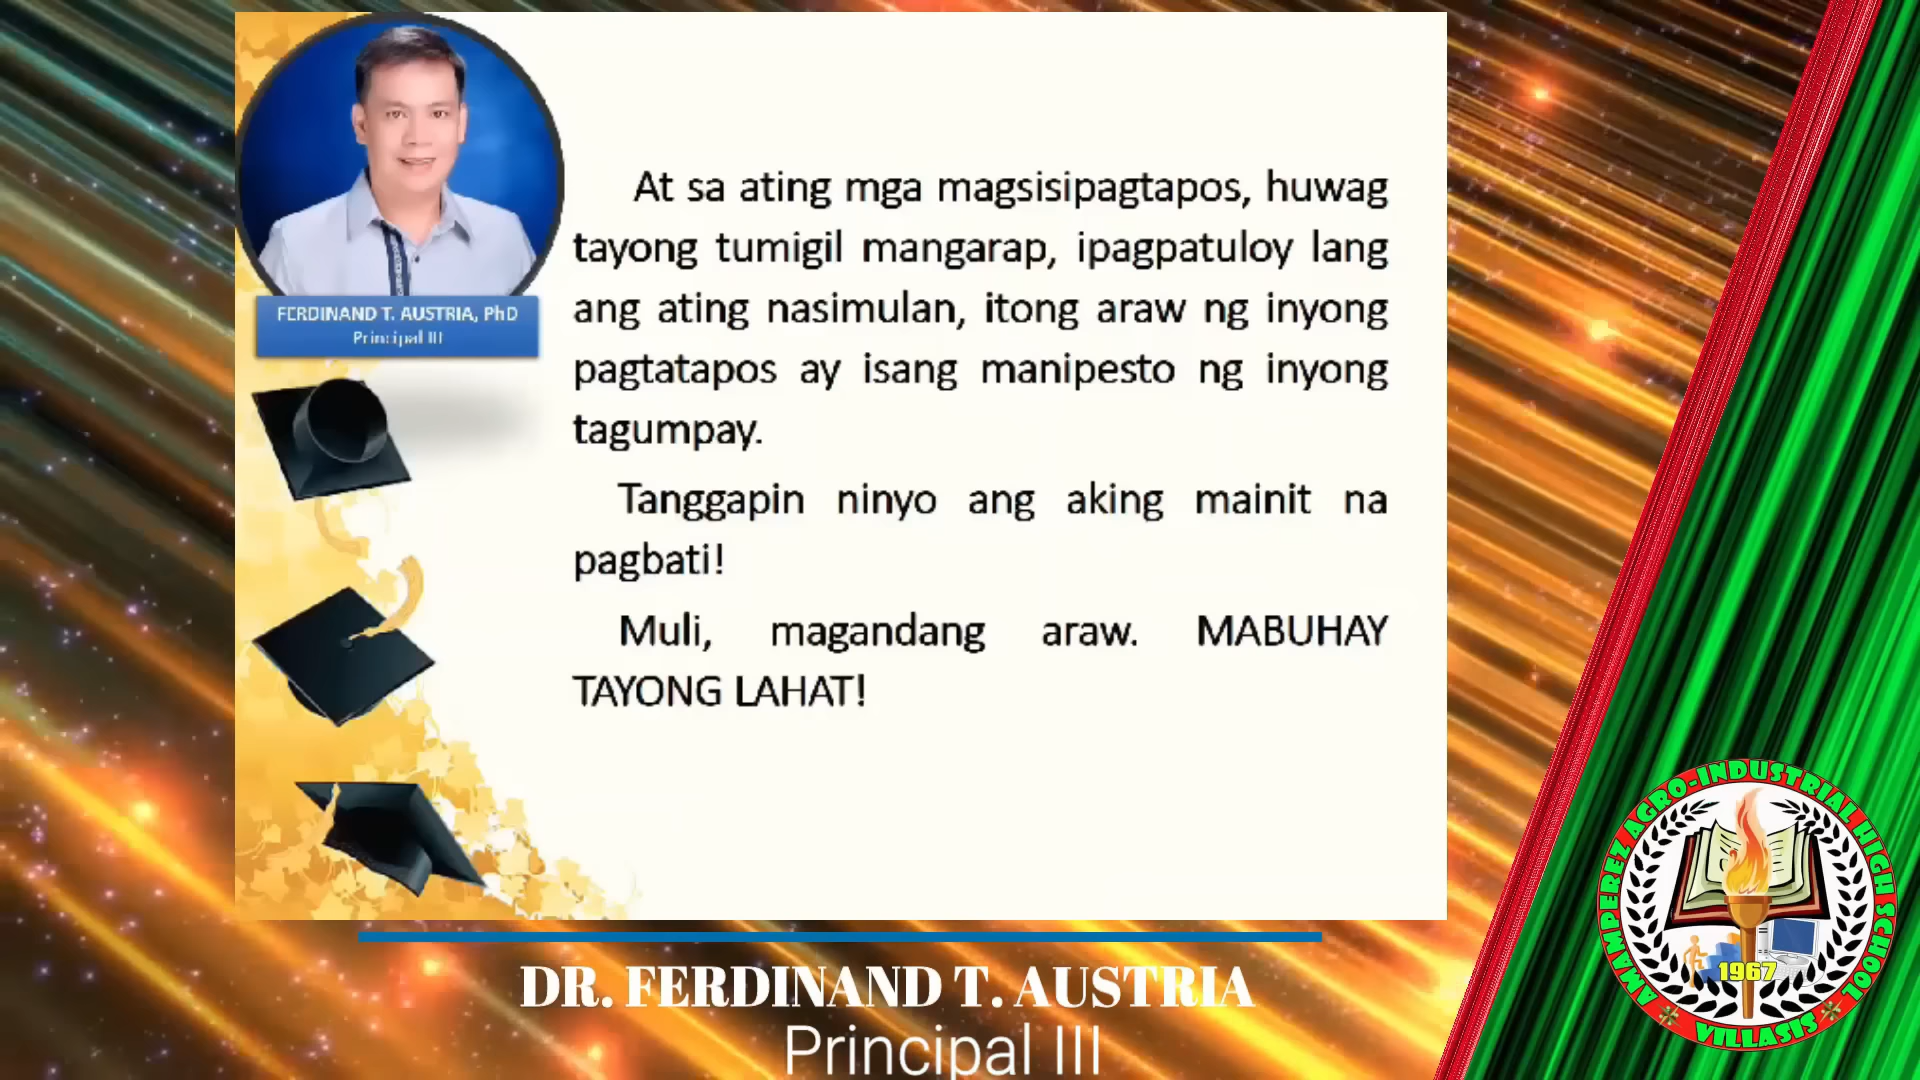 FERDINAND T. AUSTRIA, PhD
Principal III
At sa ating mga magsisipagtapos, huwag
tayong tumigil mangarap, ipagpatuloy lang
ang ating nasimulan, itong araw ng inyong
pagtatapos ay isang manipesto ng inyong
tagumpay.
Tanggapin ninyo ang aking mainit na
pagbati!
Muli, magandang araw. MABUHAY
TAYONG LAHAT!
DR. FERDINAND T. AUSTRIA
Principal III
AMAMPEREZ AGRO-INDUSTRIAL HIGH SCHOOL
1967
VILLASIS